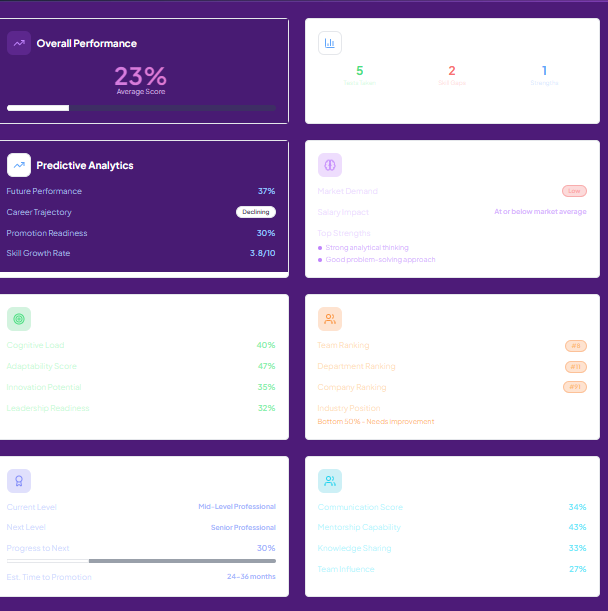 Overall Performance
23%
Average Score
5
2
1
Skill Gaps
Strengths
Predictive Analytics
Future Performance 37%
Career Trajectory Declining
Promotion Readiness 30%
Skill Growth Rate 3.8/10
Market Demand Low
Salary Impact At or below market average
Top Strengths
Strong analytical thinking
Good problem-solving approach
Cognitive Load 40%
Adaptability Score 47%
Innovation Potential 35%
Leadership Readiness 32%
Team Ranking #8
Department Ranking #11
Company Ranking
Industry Position
Bottom 50% - Needs improvement
Current Level Mid-Level Professional
Next Level Senior Professional
Progress to Next 30%
Est. Time to Promotion 24-36 months
Communication Score 34%
Mentorship Capability 43%
Knowledge Sharing 33%
Team Influence 27%